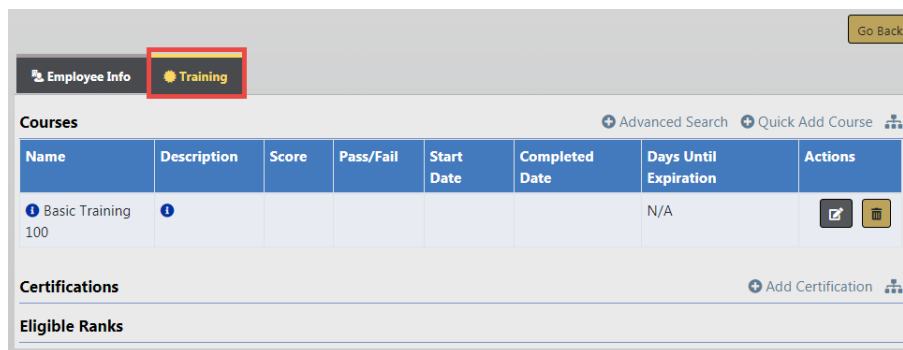 Go Back
Employee Info Training
Courses Advanced Search Quick Add Course
Name Description Score Pass/Fail Start Date Completed Date Days Until Expiration Actions
Basic Training 100 N/A
Certifications Add Certification
Eligible Ranks